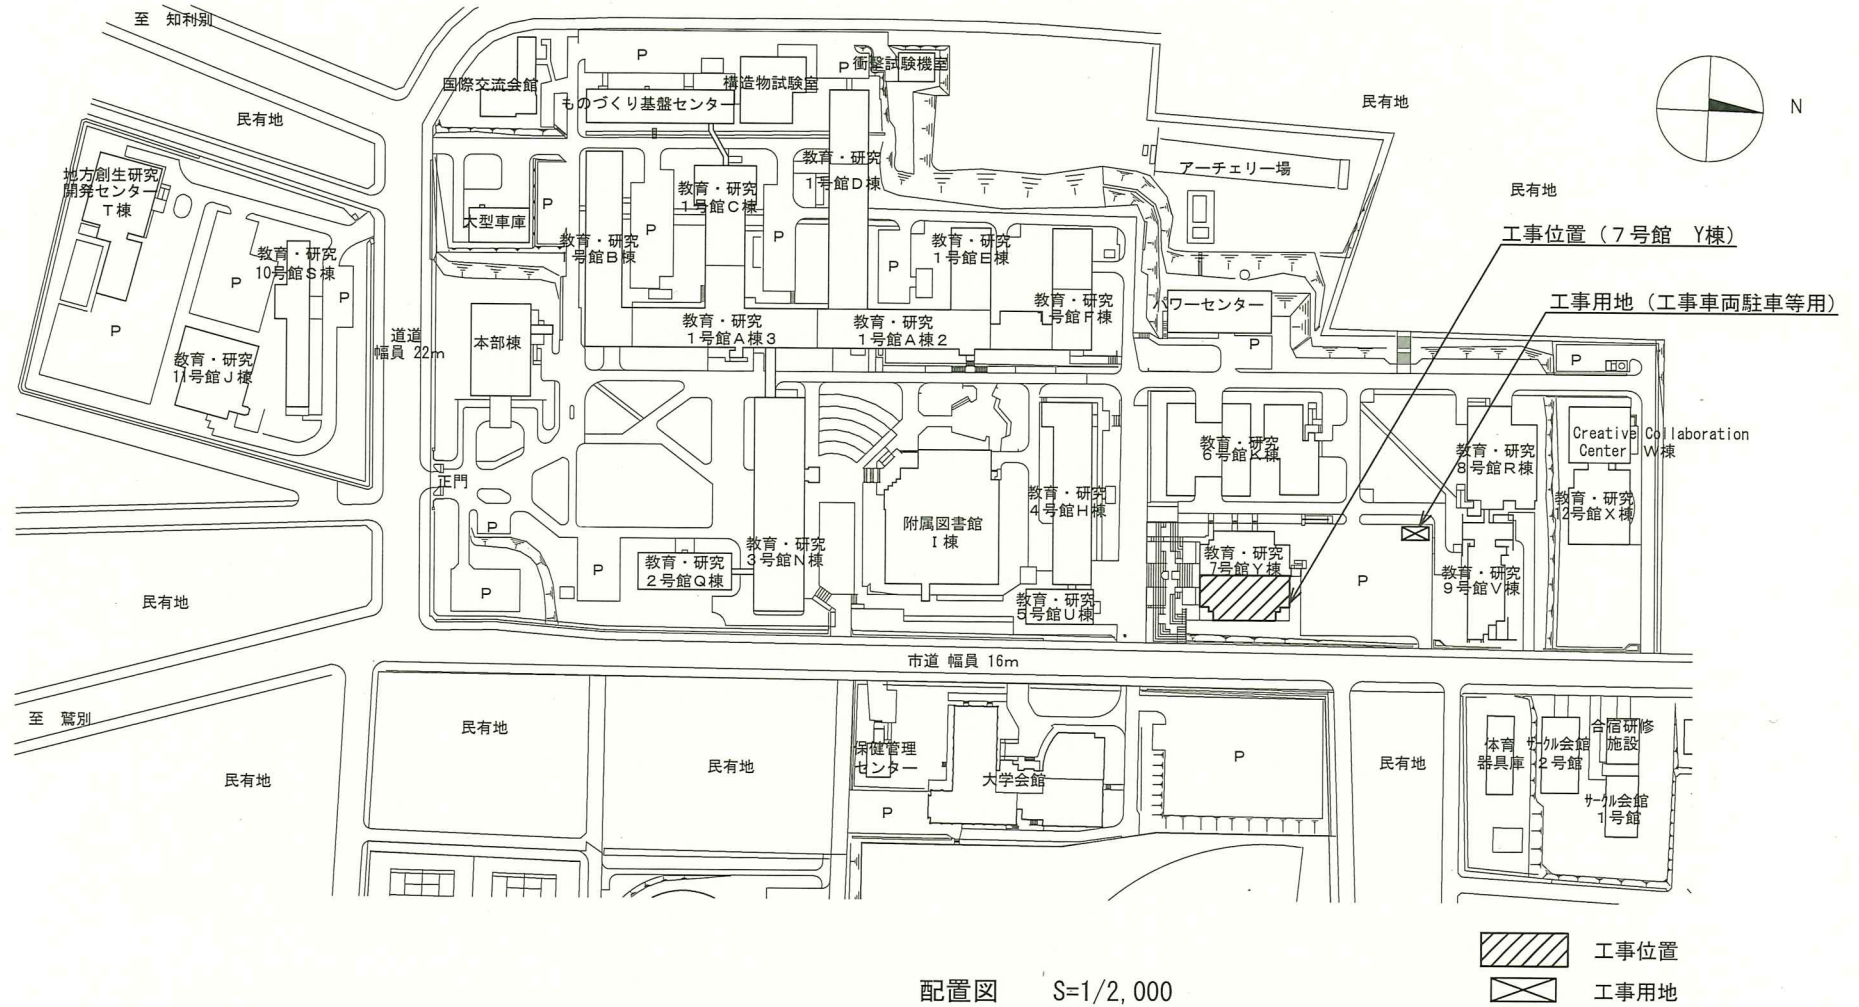 至 知利別
民有地
国際交流会館
P
ものづくり基盤センター
構造物試験室
P
衝撃試験機室
民有地
N
地方創生研究
開発センター
T棟
大型車庫
P
教育・研究
1号館B棟
P
教育・研究
1号館C棟
P
教育・研究
1号館D棟
アーチェリー場
民有地
教育・研究
10号館S棟
P
P
P
教育・研究
11号館J棟
道道
幅員 22m
本部棟
教育・研究
1号館A棟3
教育・研究
1号館A棟2
P
教育・研究
1号館E棟
教育・研究
1号館F棟
パワーセンター
P
工事位置（7号館 Y棟）
工事用地（工事車両駐車等用）
P
正門
P
P
P
教育・研究
2号館Q棟
教育・研究
3号館N棟
附属図書館
I棟
教育・研究
4号館H棟
教育・研究
5号館U棟
教育・研究
6号館K棟
教育・研究
7号館Y棟
P
教育・研究
8号館R棟
教育・研究
9号館V棟
Creative Collaboration
Center W棟
教育・研究
12号館X棟
民有地
市道 幅員 16m
至 鷲別
民有地
民有地
民有地
保健管理
センター
P
大学会館
P
民有地
体育
器具庫
サークル会館
2号館
合宿研修
施設
サークル会館
1号館
工事位置
工事用地
配置図 S=1/2,000